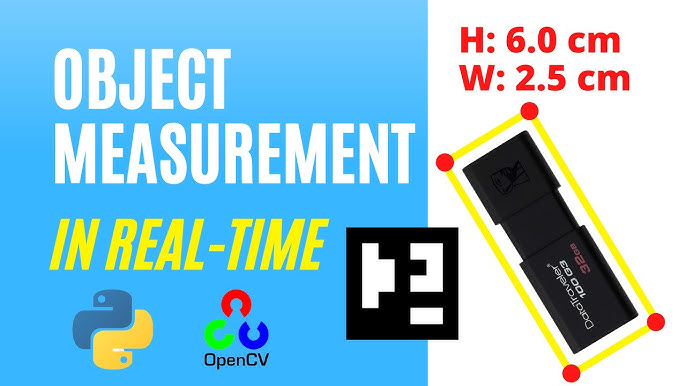 OBJECT
MEASUREMENT
IN REAL-TIME
OpenCV
H: 6.0 cm
W: 2.5 cm
DataTraveler®
100 G3
32GB